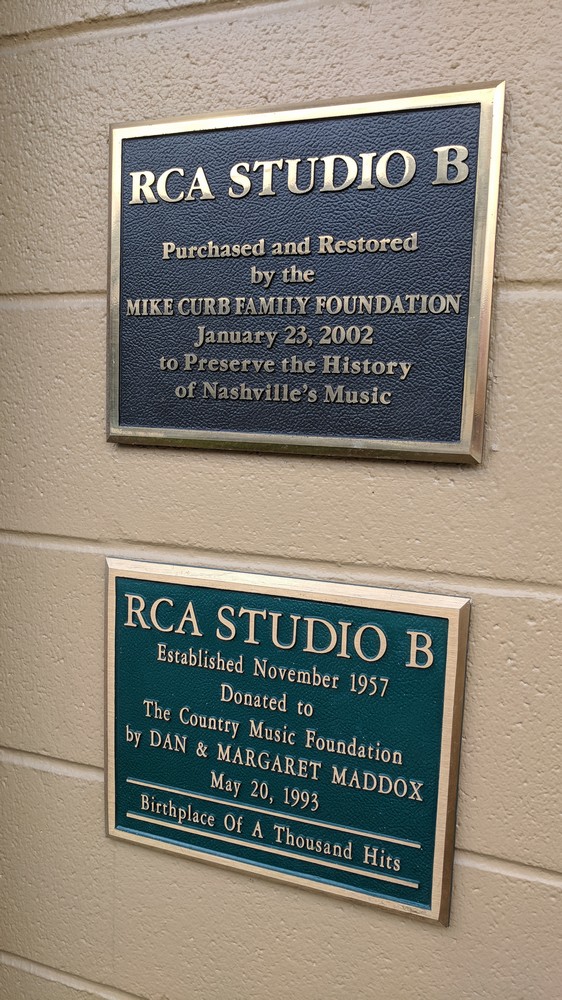 RCA STUDIO B
Purchased and Restored
by the
MIKE CURB FAMILY FOUNDATION
January 23, 2002
to Preserve the History
of Nashville's Music
RCA STUDIO B
Established November 1957
Donated to
The Country Music Foundation
by DAN & MARGARET MADDOX
May 20, 1993
Birthplace Of A Thousand Hits